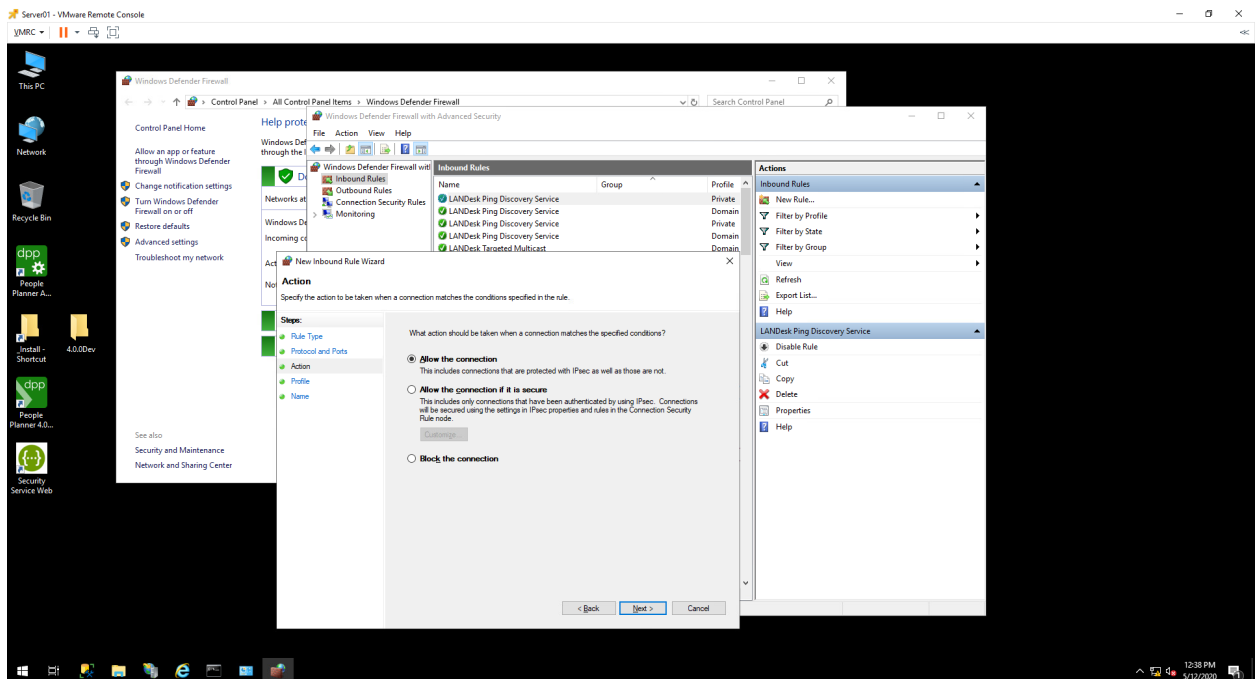 Server01 - VMware Remote Console
VMRC
This PC
Network
Recycle Bin
dpp
People
Planner A...
_Install -
Shortcut
4.0.0Dev
dpp
People
Planner 4.0...
Security
Service Web
Windows Defender Firewall
Control Panel > All Control Panel Items > Windows Defender Firewall
Search Control Panel
Control Panel Home
Allow an app or feature
through Windows Defender
Firewall
Change notification settings
Turn Windows Defender
Firewall on or off
Restore defaults
Advanced settings
Troubleshoot my network
See also
Security and Maintenance
Network and Sharing Center
Help prote
Windows Def
through the I
Networks at
Windows De
Incoming co
Act
Windows Defender Firewall with Advanced Security
File Action View Help
Windows Defender Firewall witl
Inbound Rules
Outbound Rules
Connection Security Rules
Monitoring
Inbound Rules
Name Group Profile
LANDesk Ping Discovery Service Private
LANDesk Ping Discovery Service Domain
LANDesk Ping Discovery Service Private
LANDesk Ping Discovery Service Domain
LANDesk Targeted Multicast Domain
Actions
Inbound Rules
New Rule...
Filter by Profile
Filter by State
Filter by Group
View
Refresh
Export List...
Help
LANDesk Ping Discovery Service
Disable Rule
Cut
Copy
Delete
Properties
Help
New Inbound Rule Wizard
Action
Specify the action to be taken when a connection matches the conditions specified in the rule.
Steps:
Rule Type
Protocol and Ports
Action
Profile
Name
What action should be taken when a connection matches the specified conditions?
Allow the connection
This includes connections that are protected with IPsec as well as those are not.
Allow the connection if it is secure
This includes only connections that have been authenticated by using IPsec. Connections
will be secured using the settings in IPsec properties and rules in the Connection Security
Rule node.
Customize...
Block the connection
< Back
Next >
Cancel
12:38 PM
5/12/2020